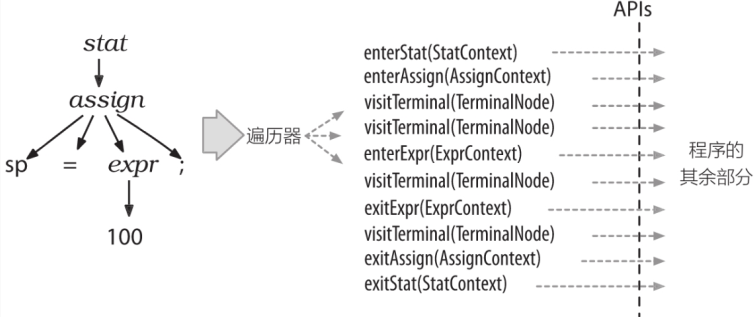 APIs
stat
assign
sp = expr ;
100
遍历器
enterStat(StatContext)
enterAssign(AssignContext)
visitTerminal(TerminalNode)
visitTerminal(TerminalNode)
enterExpr(ExprContext)
visitTerminal(TerminalNode)
exitExpr(ExprContext)
visitTerminal(TerminalNode)
exitAssign(AssignContext)
exitStat(StatContext)
程序的
其余部分